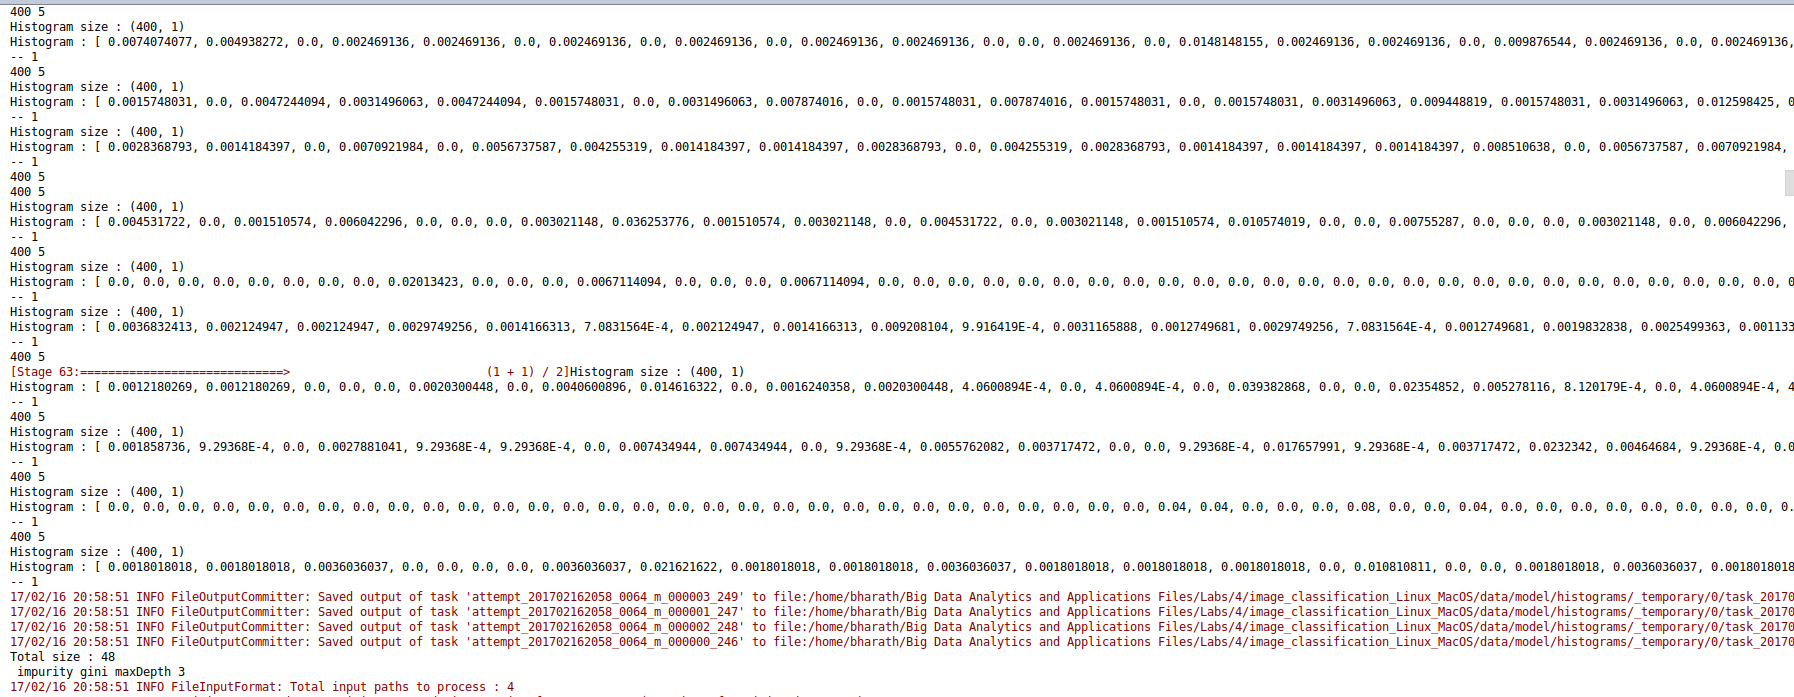 400 5
Histogram size : (400, 1)
Histogram : [ 0.0074074077, 0.004938272, 0.0, 0.002469136, 0.002469136, 0.0, 0.002469136, 0.0, 0.002469136, 0.0, 0.002469136, 0.002469136, 0.0, 0.0, 0.002469136, 0.0, 0.0148148155, 0.002469136, 0.002469136, 0.0, 0.009876544, 0.002469136, 0.0, 0.002469136,
-- 1
400 5
Histogram size : (400, 1)
Histogram : [ 0.0015748031, 0.0, 0.0047244094, 0.0031496063, 0.0047244094, 0.0015748031, 0.0, 0.0031496063, 0.007874016, 0.0, 0.0015748031, 0.007874016, 0.0015748031, 0.0, 0.0015748031, 0.0031496063, 0.009448819, 0.0015748031, 0.0031496063, 0.012598425, 0
-- 1
Histogram size : (400, 1)
Histogram : [ 0.0028368793, 0.0014184397, 0.0, 0.0070921984, 0.0, 0.0056737587, 0.004255319, 0.0014184397, 0.0014184397, 0.0028368793, 0.0, 0.004255319, 0.0028368793, 0.0014184397, 0.0014184397, 0.0014184397, 0.008510638, 0.0, 0.0056737587, 0.0070921984,
-- 1
400 5
400 5
Histogram size : (400, 1)
Histogram : [ 0.004531722, 0.0, 0.001510574, 0.006042296, 0.0, 0.0, 0.0, 0.003021148, 0.036253776, 0.001510574, 0.003021148, 0.0, 0.004531722, 0.0, 0.003021148, 0.001510574, 0.010574019, 0.0, 0.0, 0.00755287, 0.0, 0.0, 0.0, 0.003021148, 0.0, 0.006042296,
-- 1
400 5
Histogram size : (400, 1)
Histogram : [ 0.0, 0.0, 0.0, 0.0, 0.0, 0.0, 0.0, 0.0, 0.02013423, 0.0, 0.0, 0.0, 0.0067114094, 0.0, 0.0, 0.0, 0.0067114094, 0.0, 0.0, 0.0, 0.0, 0.0, 0.0, 0.0, 0.0, 0.0, 0.0, 0.0, 0.0, 0.0, 0.0, 0.0, 0.0, 0.0, 0.0, 0.0, 0.0, 0.0, 0.0, 0.0, 0.0, 0.0, 0.0, 0
-- 1
Histogram size : (400, 1)
Histogram : [ 0.0036832413, 0.002124947, 0.002124947, 0.0029749256, 0.0014166313, 7.0831564E-4, 0.002124947, 0.0014166313, 0.009208104, 9.916419E-4, 0.0031165888, 0.0012749681, 0.0029749256, 7.0831564E-4, 0.0012749681, 0.0019832838, 0.0025499363, 0.001133
-- 1
400 5
[Stage 63:=============================>                            (1 + 1) / 2]Histogram size : (400, 1)
Histogram : [ 0.0012180269, 0.0012180269, 0.0, 0.0, 0.0, 0.0020300448, 0.0, 0.0040600896, 0.014616322, 0.0, 0.0016240358, 0.0020300448, 4.0600894E-4, 0.0, 4.0600894E-4, 0.0, 0.039382868, 0.0, 0.0, 0.02354852, 0.005278116, 8.120179E-4, 0.0, 4.0600894E-4, 4
-- 1
400 5
Histogram size : (400, 1)
Histogram : [ 0.001858736, 9.29368E-4, 0.0, 0.0027881041, 9.29368E-4, 9.29368E-4, 0.0, 0.007434944, 0.007434944, 0.0, 9.29368E-4, 0.0055762082, 0.003717472, 0.0, 0.0, 9.29368E-4, 0.017657991, 9.29368E-4, 0.003717472, 0.0232342, 0.00464684, 9.29368E-4, 0.0
-- 1
400 5
Histogram size : (400, 1)
Histogram : [ 0.0, 0.0, 0.0, 0.0, 0.0, 0.0, 0.0, 0.0, 0.0, 0.0, 0.0, 0.0, 0.0, 0.0, 0.0, 0.0, 0.0, 0.0, 0.0, 0.0, 0.0, 0.0, 0.0, 0.0, 0.0, 0.0, 0.0, 0.0, 0.0, 0.0, 0.04, 0.04, 0.0, 0.0, 0.0, 0.08, 0.0, 0.0, 0.04, 0.0, 0.0, 0.0, 0.0, 0.0, 0.0, 0.0, 0.0, 0.
-- 1
400 5
Histogram size : (400, 1)
Histogram : [ 0.0018018018, 0.0018018018, 0.0036036037, 0.0, 0.0, 0.0, 0.0, 0.0036036037, 0.021621622, 0.0018018018, 0.0018018018, 0.0036036037, 0.0018018018, 0.0018018018, 0.0018018018, 0.0, 0.010810811, 0.0, 0.0, 0.0018018018, 0.0036036037, 0.0018018018
-- 1
17/02/16 20:58:51 INFO FileOutputCommitter: Saved output of task 'attempt_201702162058_0064_m_000003_249' to file:/home/bharath/Big Data Analytics and Applications Files/Labs/4/image_classification_Linux_MacOS/data/model/histograms/_temporary/0/task_20170
17/02/16 20:58:51 INFO FileOutputCommitter: Saved output of task 'attempt_201702162058_0064_m_000001_247' to file:/home/bharath/Big Data Analytics and Applications Files/Labs/4/image_classification_Linux_MacOS/data/model/histograms/_temporary/0/task_20170
17/02/16 20:58:51 INFO FileOutputCommitter: Saved output of task 'attempt_201702162058_0064_m_000002_248' to file:/home/bharath/Big Data Analytics and Applications Files/Labs/4/image_classification_Linux_MacOS/data/model/histograms/_temporary/0/task_20170
17/02/16 20:58:51 INFO FileOutputCommitter: Saved output of task 'attempt_201702162058_0064_m_000000_246' to file:/home/bharath/Big Data Analytics and Applications Files/Labs/4/image_classification_Linux_MacOS/data/model/histograms/_temporary/0/task_20170
Total size : 48
 impurity gini maxDepth 3
17/02/16 20:58:51 INFO FileInputFormat: Total input paths to process : 4